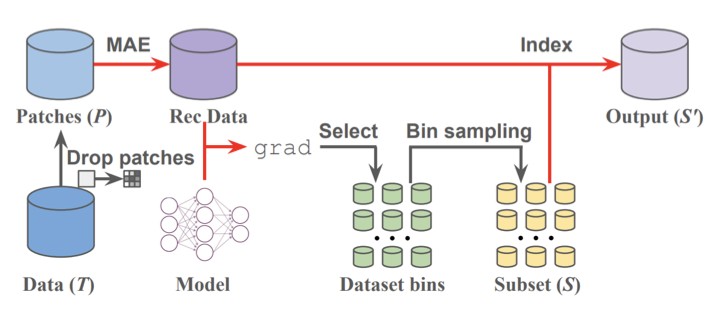 MAE
Index
Patches (P)
Rec Data
Output (S')
Drop patches
grad
Select
Bin sampling
Data (T)
Model
Dataset bins
Subset (S)